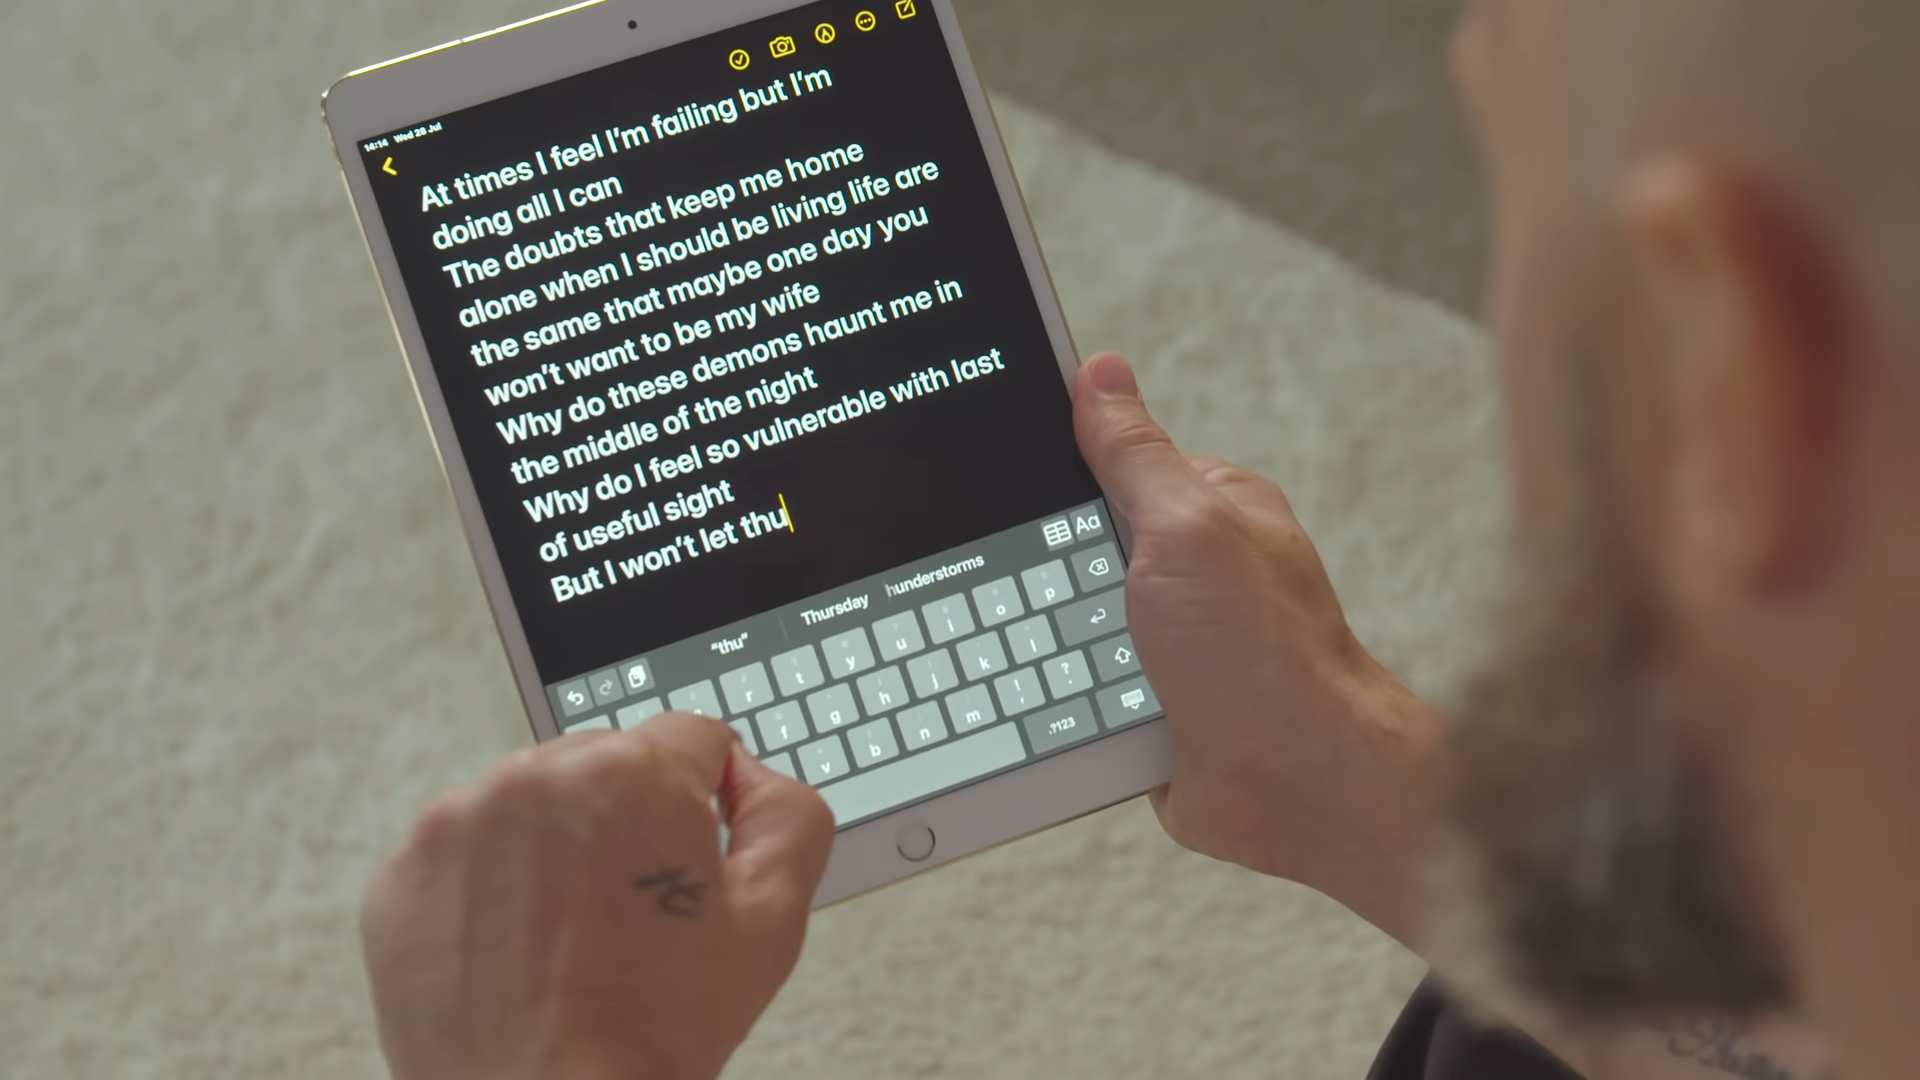 14:14 Wed 28 Jul
At times I feel I'm failing but I'm
doing all I can
The doubts that keep me home
alone when I should be living life are
the same that maybe one day you
won't want to be my wife
Why do these demons haunt me in
the middle of the night
Why do I feel so vulnerable with last
of useful sight
But I won't let thu
"thu" Thursday hunderstorms
Aa
r t y u i o p
f g h j k l
v b n m ! , ? .
.?123